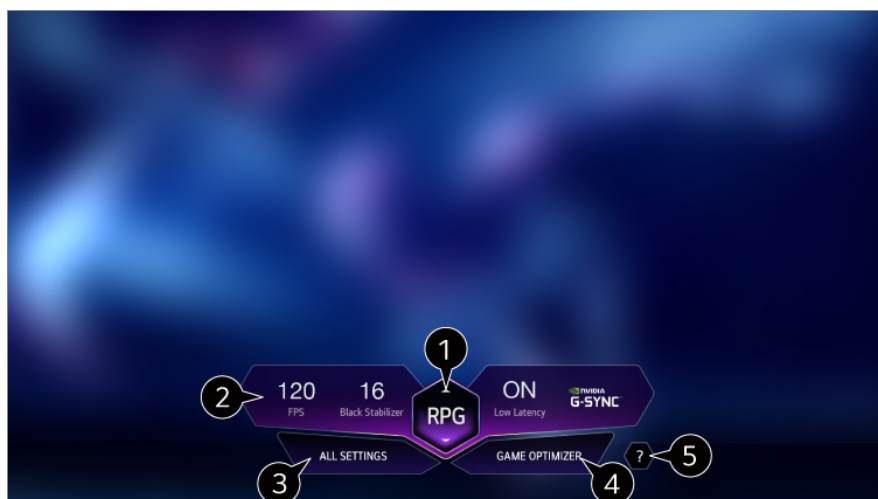 1
2
120
FPS
16
Black Stabilizer
RPG
ON
Low Latency
NVIDIA
G-SYNC
ALL SETTINGS
GAME OPTIMIZER
?
5
3
4